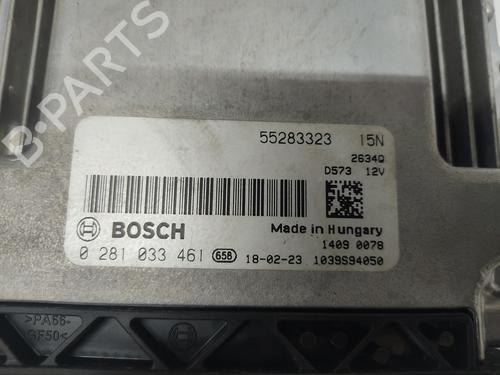 55283323 15N
2634Q
D573 12V
BOSCH
Made in Hungary
1409 0078
0 281 033 461 658 18-02-23 1039S94050
>PA66-
GF50<
B-PARTS